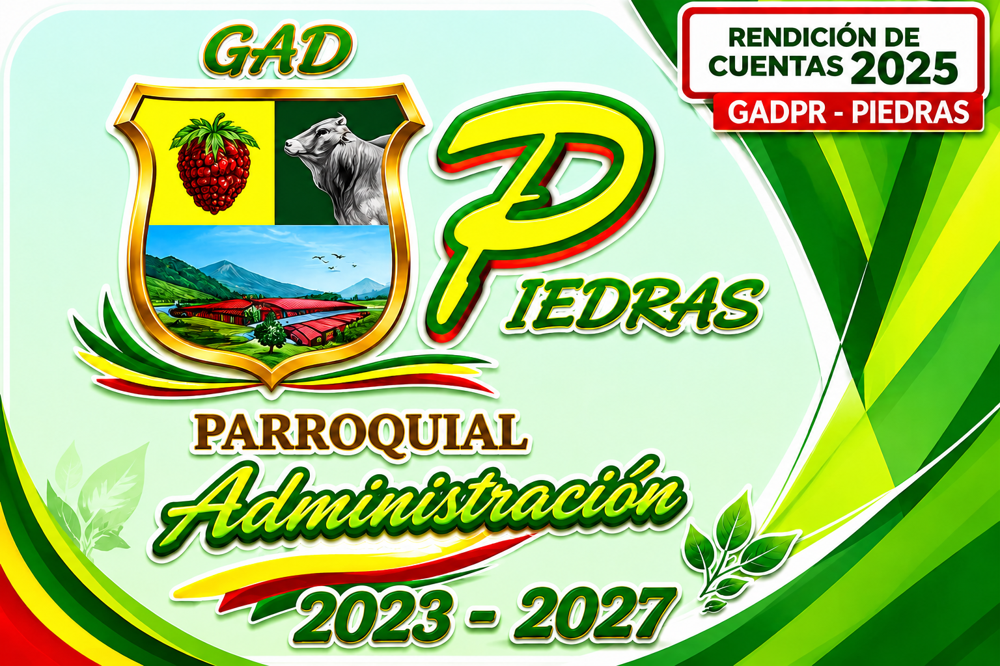 GAD
PIEDRAS
PARROQUIAL
Administración
2023 - 2027
RENDICIÓN DE
CUENTAS 2025
GADPR - PIEDRAS